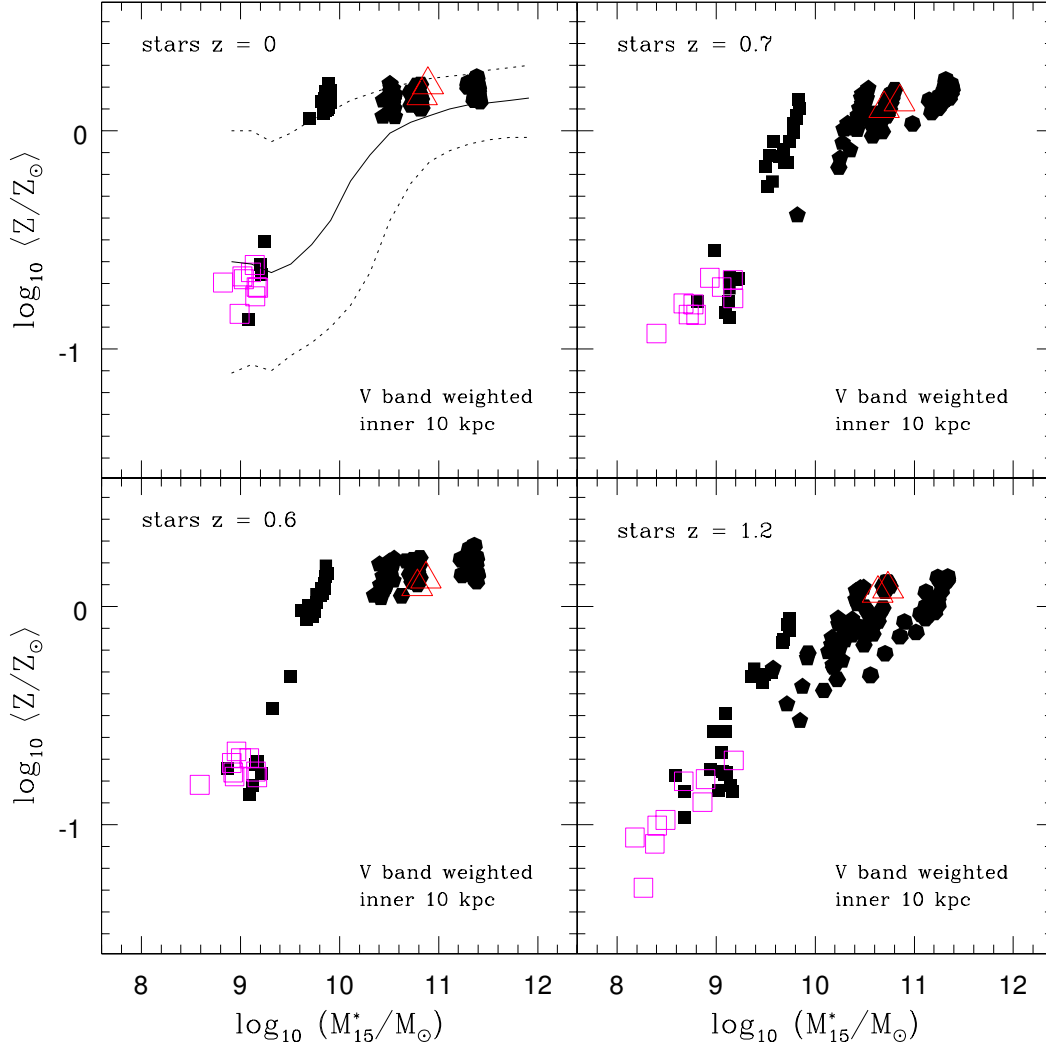 stars z = 0
stars z = 0.7
0
-1
log₁₀ ⟨Z/Z☉⟩
V band weighted
inner 10 kpc
V band weighted
inner 10 kpc
stars z = 0.6
stars z = 1.2
0
-1
log₁₀ ⟨Z/Z☉⟩
V band weighted
inner 10 kpc
V band weighted
inner 10 kpc
8 9 10 11 12
8 9 10 11 12
log₁₀ (M*₁₅/M☉)
log₁₀ (M*₁₅/M☉)